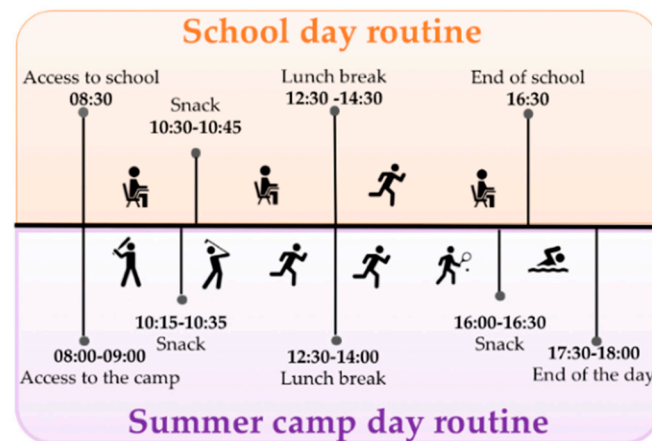 School day routine
Access to school
08:30
Snack
10:30-10:45
Lunch break
12:30 -14:30
End of school
16:30
10:15-10:35
Snack
08:00-09:00
Access to the camp
12:30-14:00
Lunch break
16:00-16:30
Snack
17:30-18:00
End of the day
Summer camp day routine